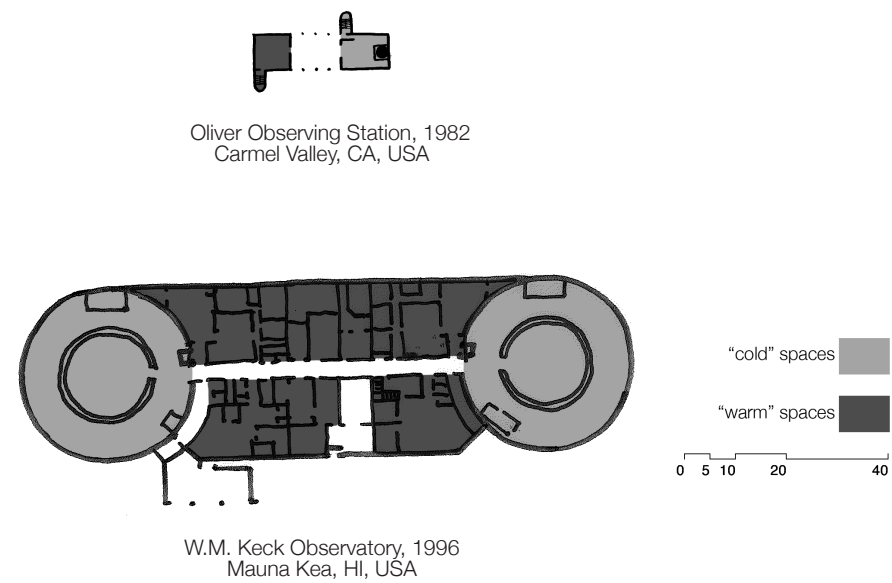 Oliver Observing Station, 1982
Carmel Valley, CA, USA
“cold” spaces
“warm” spaces
0 5 10 20 40
W.M. Keck Observatory, 1996
Mauna Kea, HI, USA